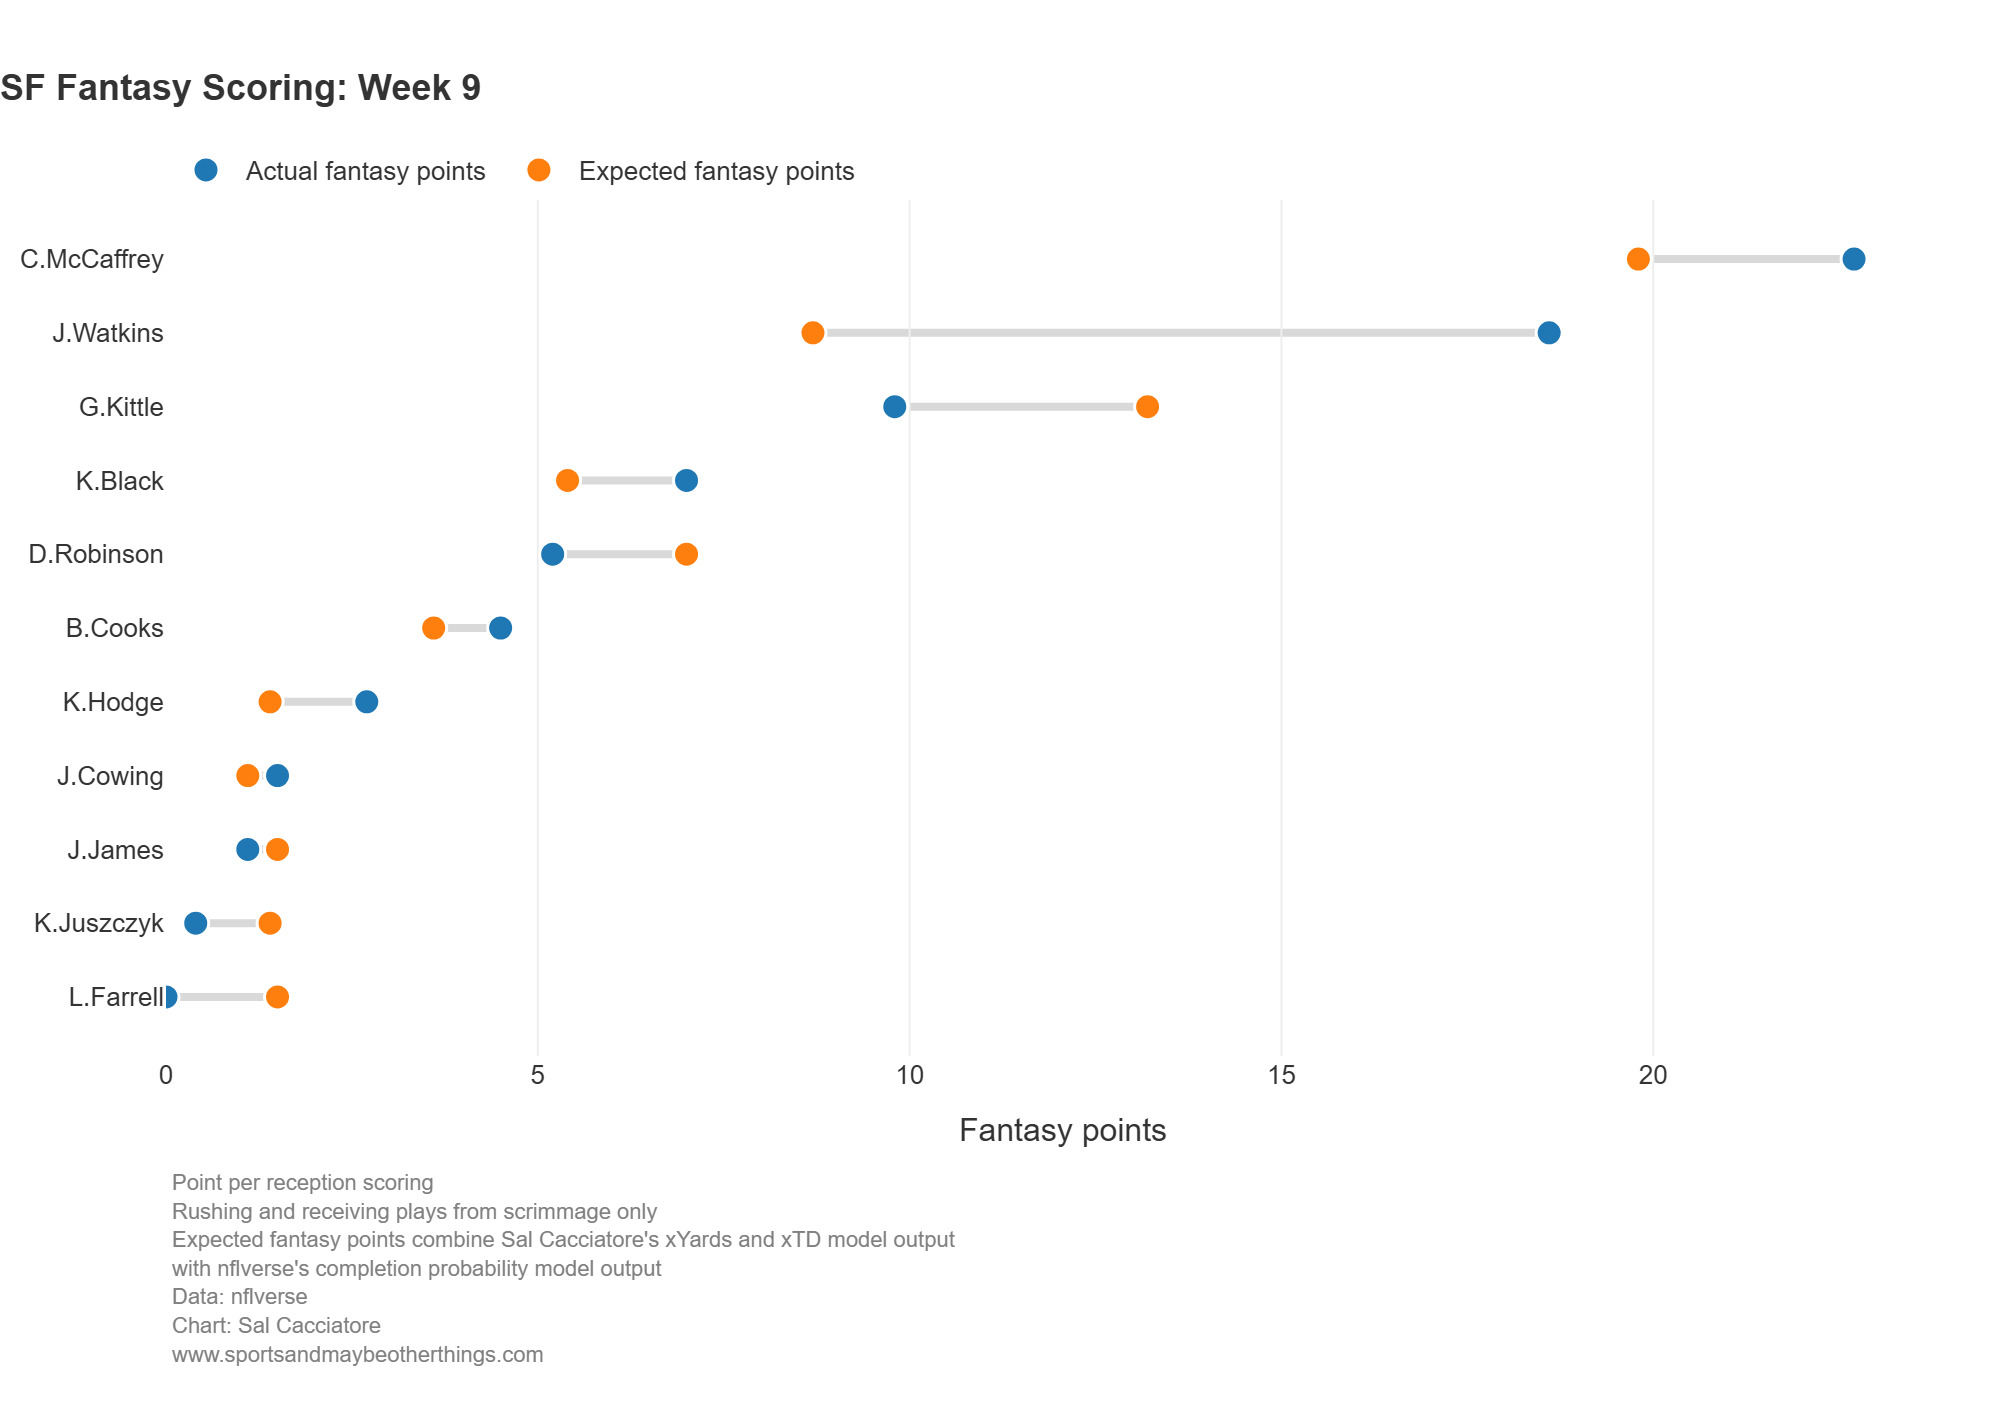 SF Fantasy Scoring: Week 9
Actual fantasy points
Expected fantasy points
C.McCaffrey
J.Watkins
G.Kittle
K.Black
D.Robinson
B.Cooks
K.Hodge
J.Cowing
J.James
K.Juszczyk
L.Farrell
0 5 10 15 20
Fantasy points
Point per reception scoring
Rushing and receiving plays from scrimmage only
Expected fantasy points combine Sal Cacciatore's xYards and xTD model output
with nflverse's completion probability model output
Data: nflverse
Chart: Sal Cacciatore
www.sportsandmaybeotherthings.com